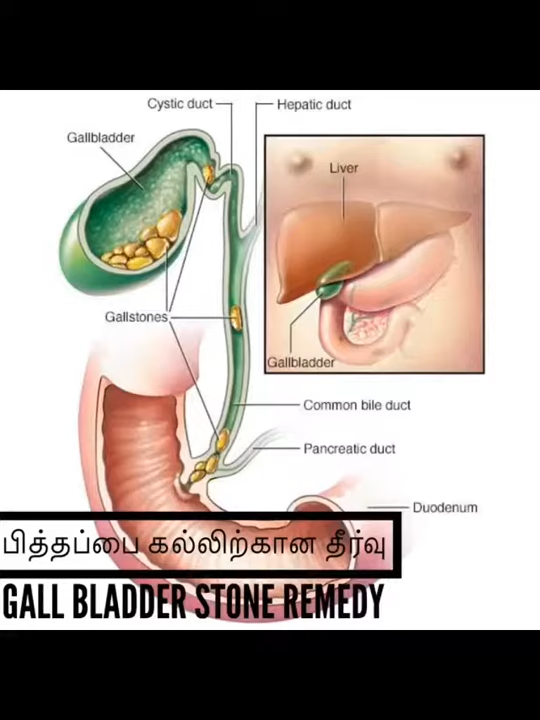 Cystic duct
Hepatic duct
Gallbladder
Liver
Gallstones
Gallbladder
Common bile duct
Pancreatic duct
Duodenum
பித்தப்பை கல்லிற்கான தீர்வு
GALL BLADDER STONE REMEDY